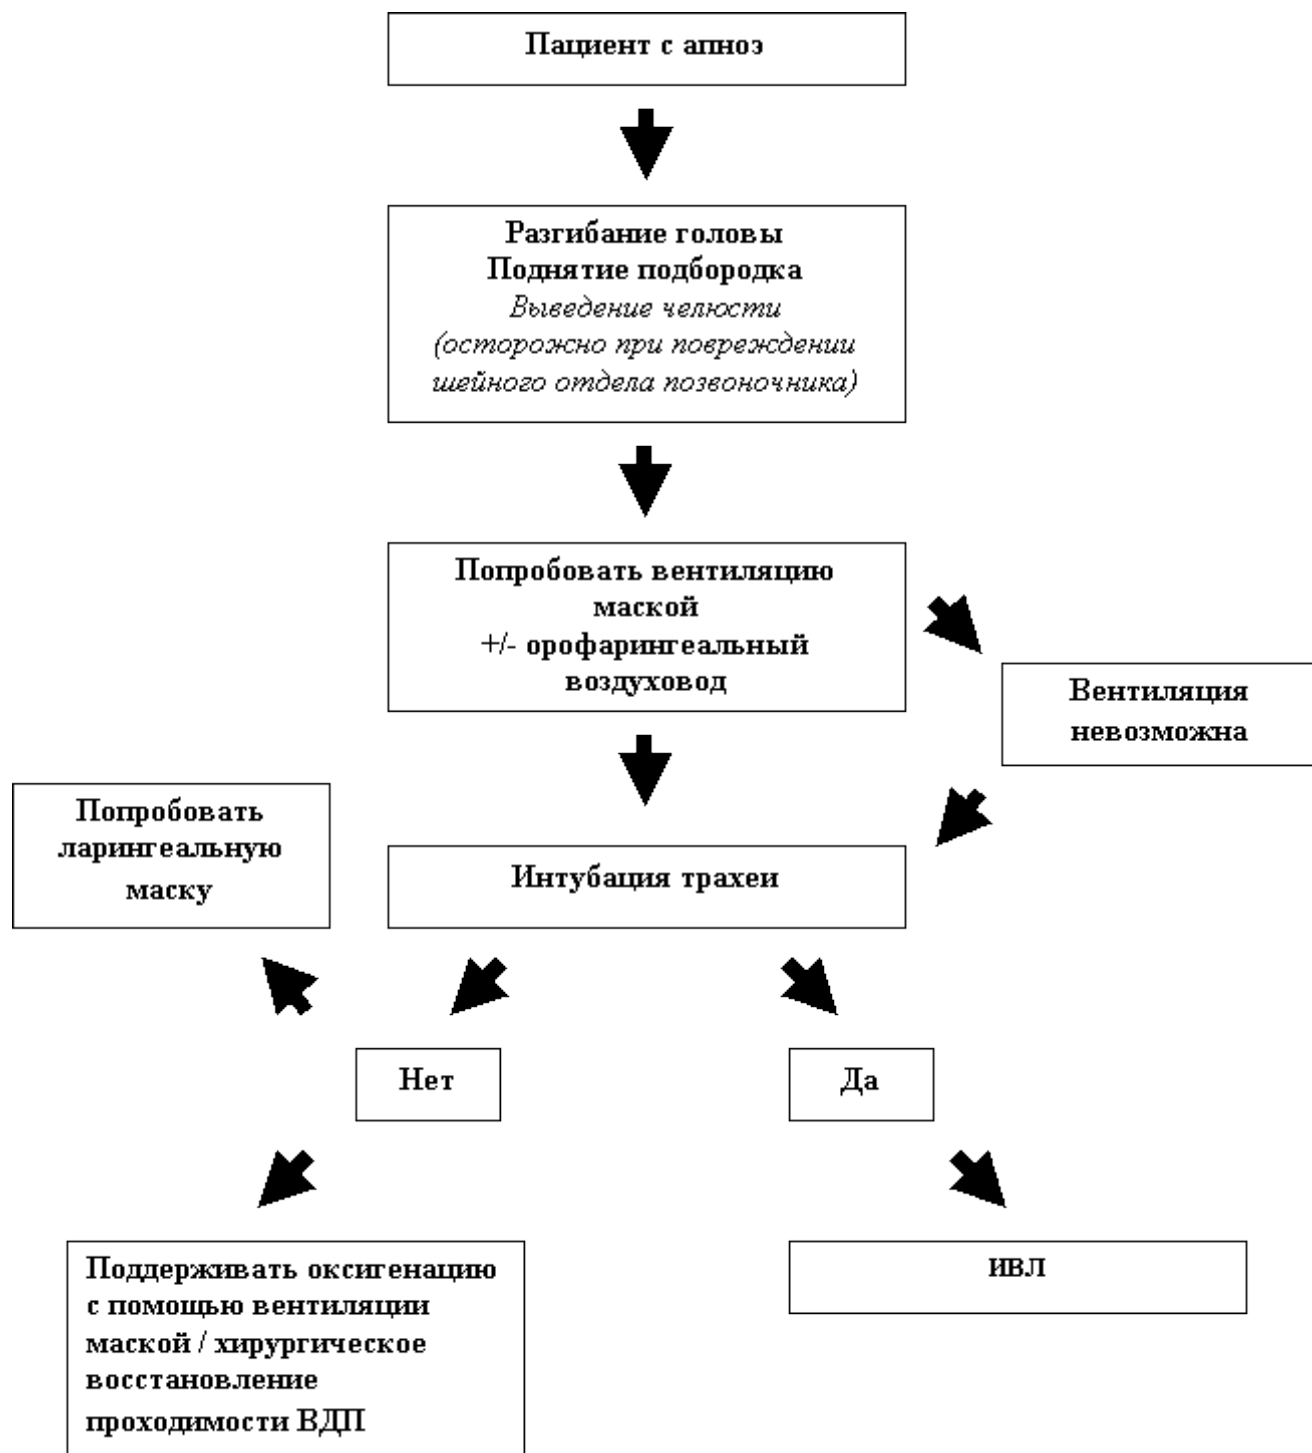 Пациент с апноэ
Разгибание головы
Поднятие подбородка
Выведение челюсти
(осторожно при повреждении
шейного отдела позвоночника)
Попробовать вентиляцию
маской
+/- орофарингеальный
воздуховод
Вентиляция
невозможна
Попробовать
ларингеальную
маску
Интубация трахеи
Нет
Да
Поддерживать оксигенацию
с помощью вентиляции
маской / хирургическое
восстановление
проходимости ВДП
ИВЛ